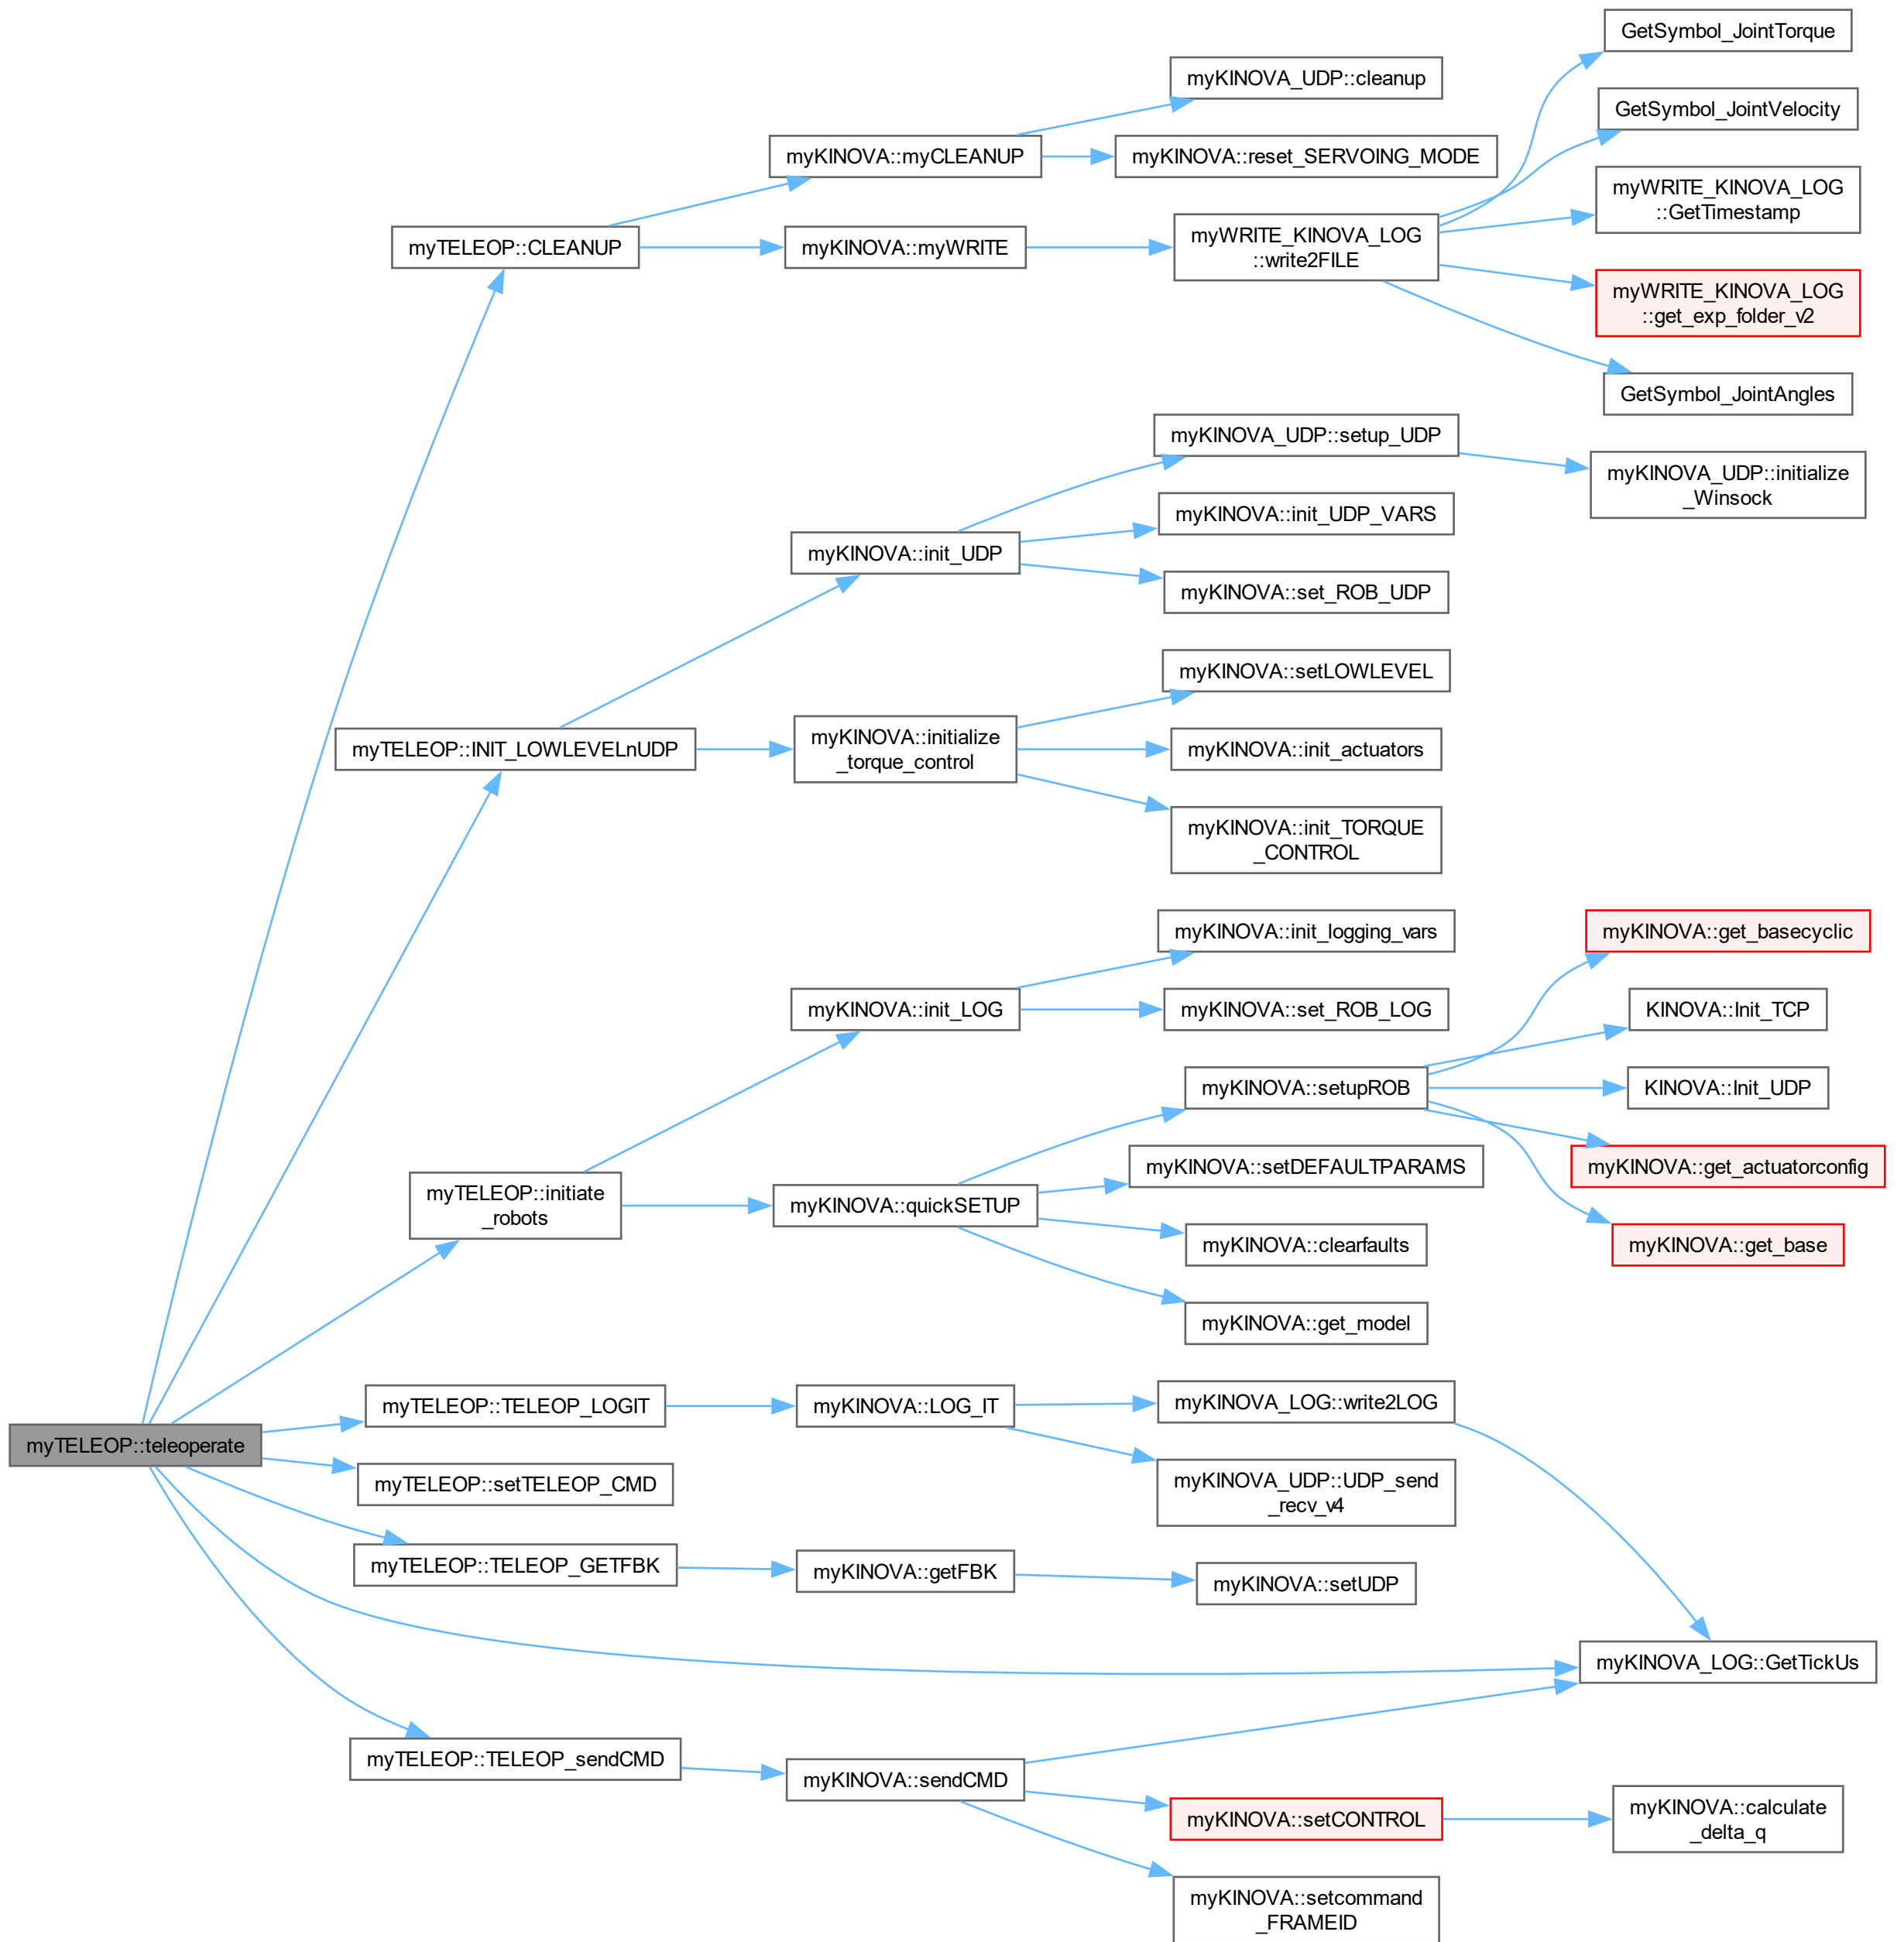 GetSymbol_JointTorque
myKINOVA_UDP::cleanup
GetSymbol_JointVelocity
myKINOVA::myCLEANUP
myKINOVA::reset_SERVOING_MODE
myWRITE_KINOVA_LOG
::GetTimestamp
myTELEOP::CLEANUP
myKINOVA::myWRITE
myWRITE_KINOVA_LOG
::write2FILE
myWRITE_KINOVA_LOG
::get_exp_folder_v2
GetSymbol_JointAngles
myKINOVA_UDP::setup_UDP
myKINOVA_UDP::initialize
_Winsock
myKINOVA::init_UDP_VARS
myKINOVA::init_UDP
myKINOVA::set_ROB_UDP
myKINOVA::setLOWLEVEL
myTELEOP::INIT_LOWLEVELnUDP
myKINOVA::initialize
_torque_control
myKINOVA::init_actuators
myKINOVA::init_TORQUE
_CONTROL
myKINOVA::init_logging_vars
myKINOVA::get_basecyclic
myKINOVA::init_LOG
myKINOVA::set_ROB_LOG
KINOVA::Init_TCP
myKINOVA::setupROB
KINOVA::Init_UDP
myKINOVA::setDEFAULTPARAMS
myKINOVA::get_actuatorconfig
myTELEOP::initiate
_robots
myKINOVA::quickSETUP
myKINOVA::clearfaults
myKINOVA::get_base
myKINOVA::get_model
myTELEOP::TELEOP_LOGIT
myKINOVA::LOG_IT
myKINOVA_LOG::write2LOG
myTELEOP::teleoperate
myTELEOP::setTELEOP_CMD
myKINOVA_UDP::UDP_send
_recv_v4
myTELEOP::TELEOP_GETFBK
myKINOVA::getFBK
myKINOVA::setUDP
myKINOVA_LOG::GetTickUs
myTELEOP::TELEOP_sendCMD
myKINOVA::sendCMD
myKINOVA::setCONTROL
myKINOVA::calculate
_delta_q
myKINOVA::setcommand
_FRAMEID